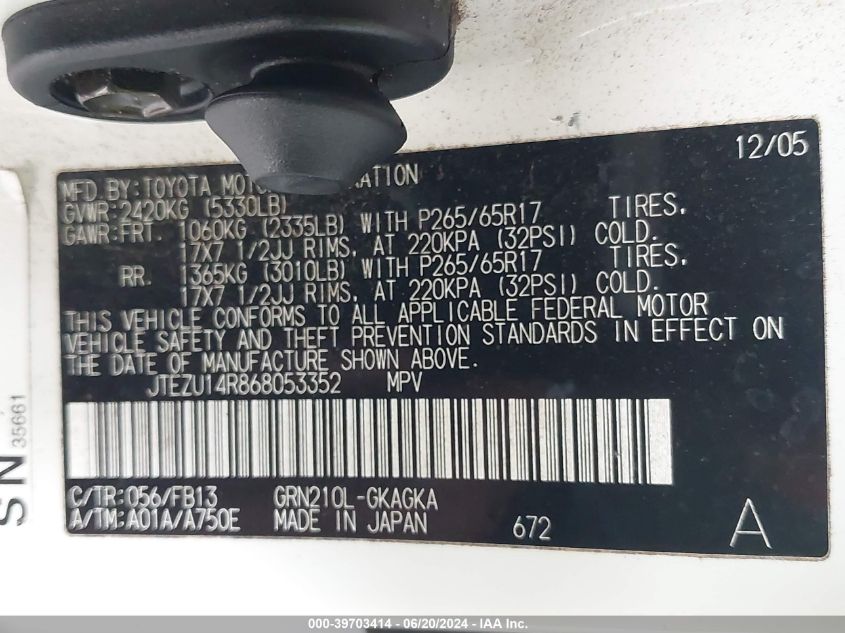 12/05
MFD. BY: TOYOTA MOTO RATION
GVWR: 2420KG (5330LB)
GAWR: FRT. 1060KG (2335LB) WITH P265/65R17 TIRES,
17X7 1/2JJ RIMS, AT 220KPA (32PSI) COLD.
RR. 1365KG (3010LB) WITH P265/65R17 TIRES,
17X7 1/2JJ RIMS, AT 220KPA (32PSI) COLD.
THIS VEHICLE CONFORMS TO ALL APPLICABLE FEDERAL MOTOR
VEHICLE SAFETY AND THEFT PREVENTION STANDARDS IN EFFECT ON
THE DATE OF MANUFACTURE SHOWN ABOVE.
JTEZU14R868053352 MPV
C/TR: 056/FB13 GRN210L-GKAGKA
A/TM: A01A/A750E MADE IN JAPAN 672 A
SN
35661
000-39703414 - 06/20/2024 - IAA Inc.